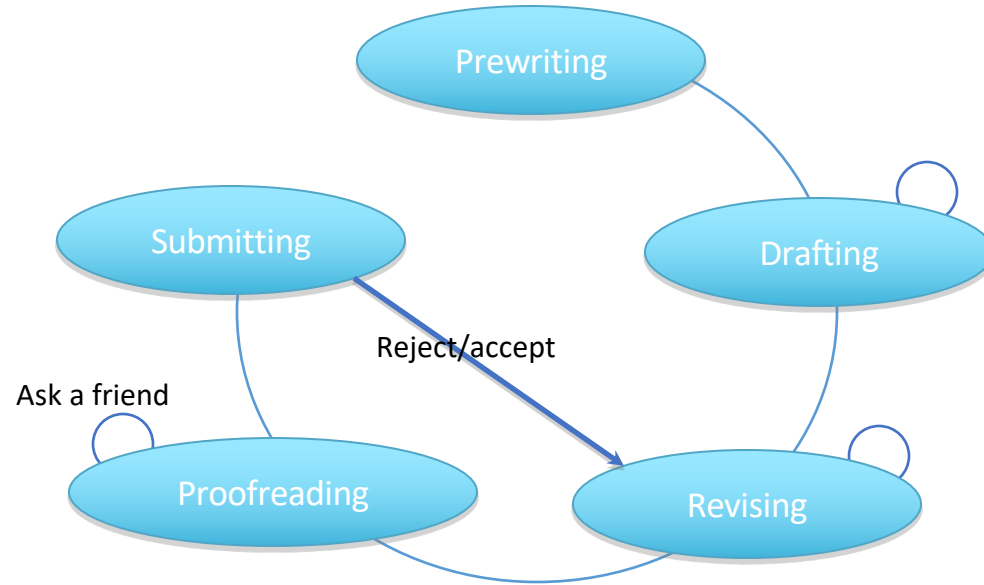 Prewriting
Submitting
Drafting
Reject/accept
Ask a friend
Proofreading
Revising